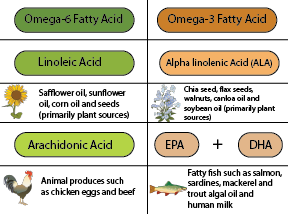 Omega-6 Fatty Acid
Omega-3 Fatty Acid
Linoleic Acid
Alpha linolenic Acid (ALA)
Safflower oil, sunflower
oil, corn oil and seeds
(primarily plant sources)
Chia seed, flax seeds,
walnuts, canloa oil and
soybean oil (primarily plant
sources)
Arachidonic Acid
EPA + DHA
Animal produces such
as chicken eggs and beef
Fatty fish such as salmon,
sardines, mackerel and
trout algal oil and
human milk